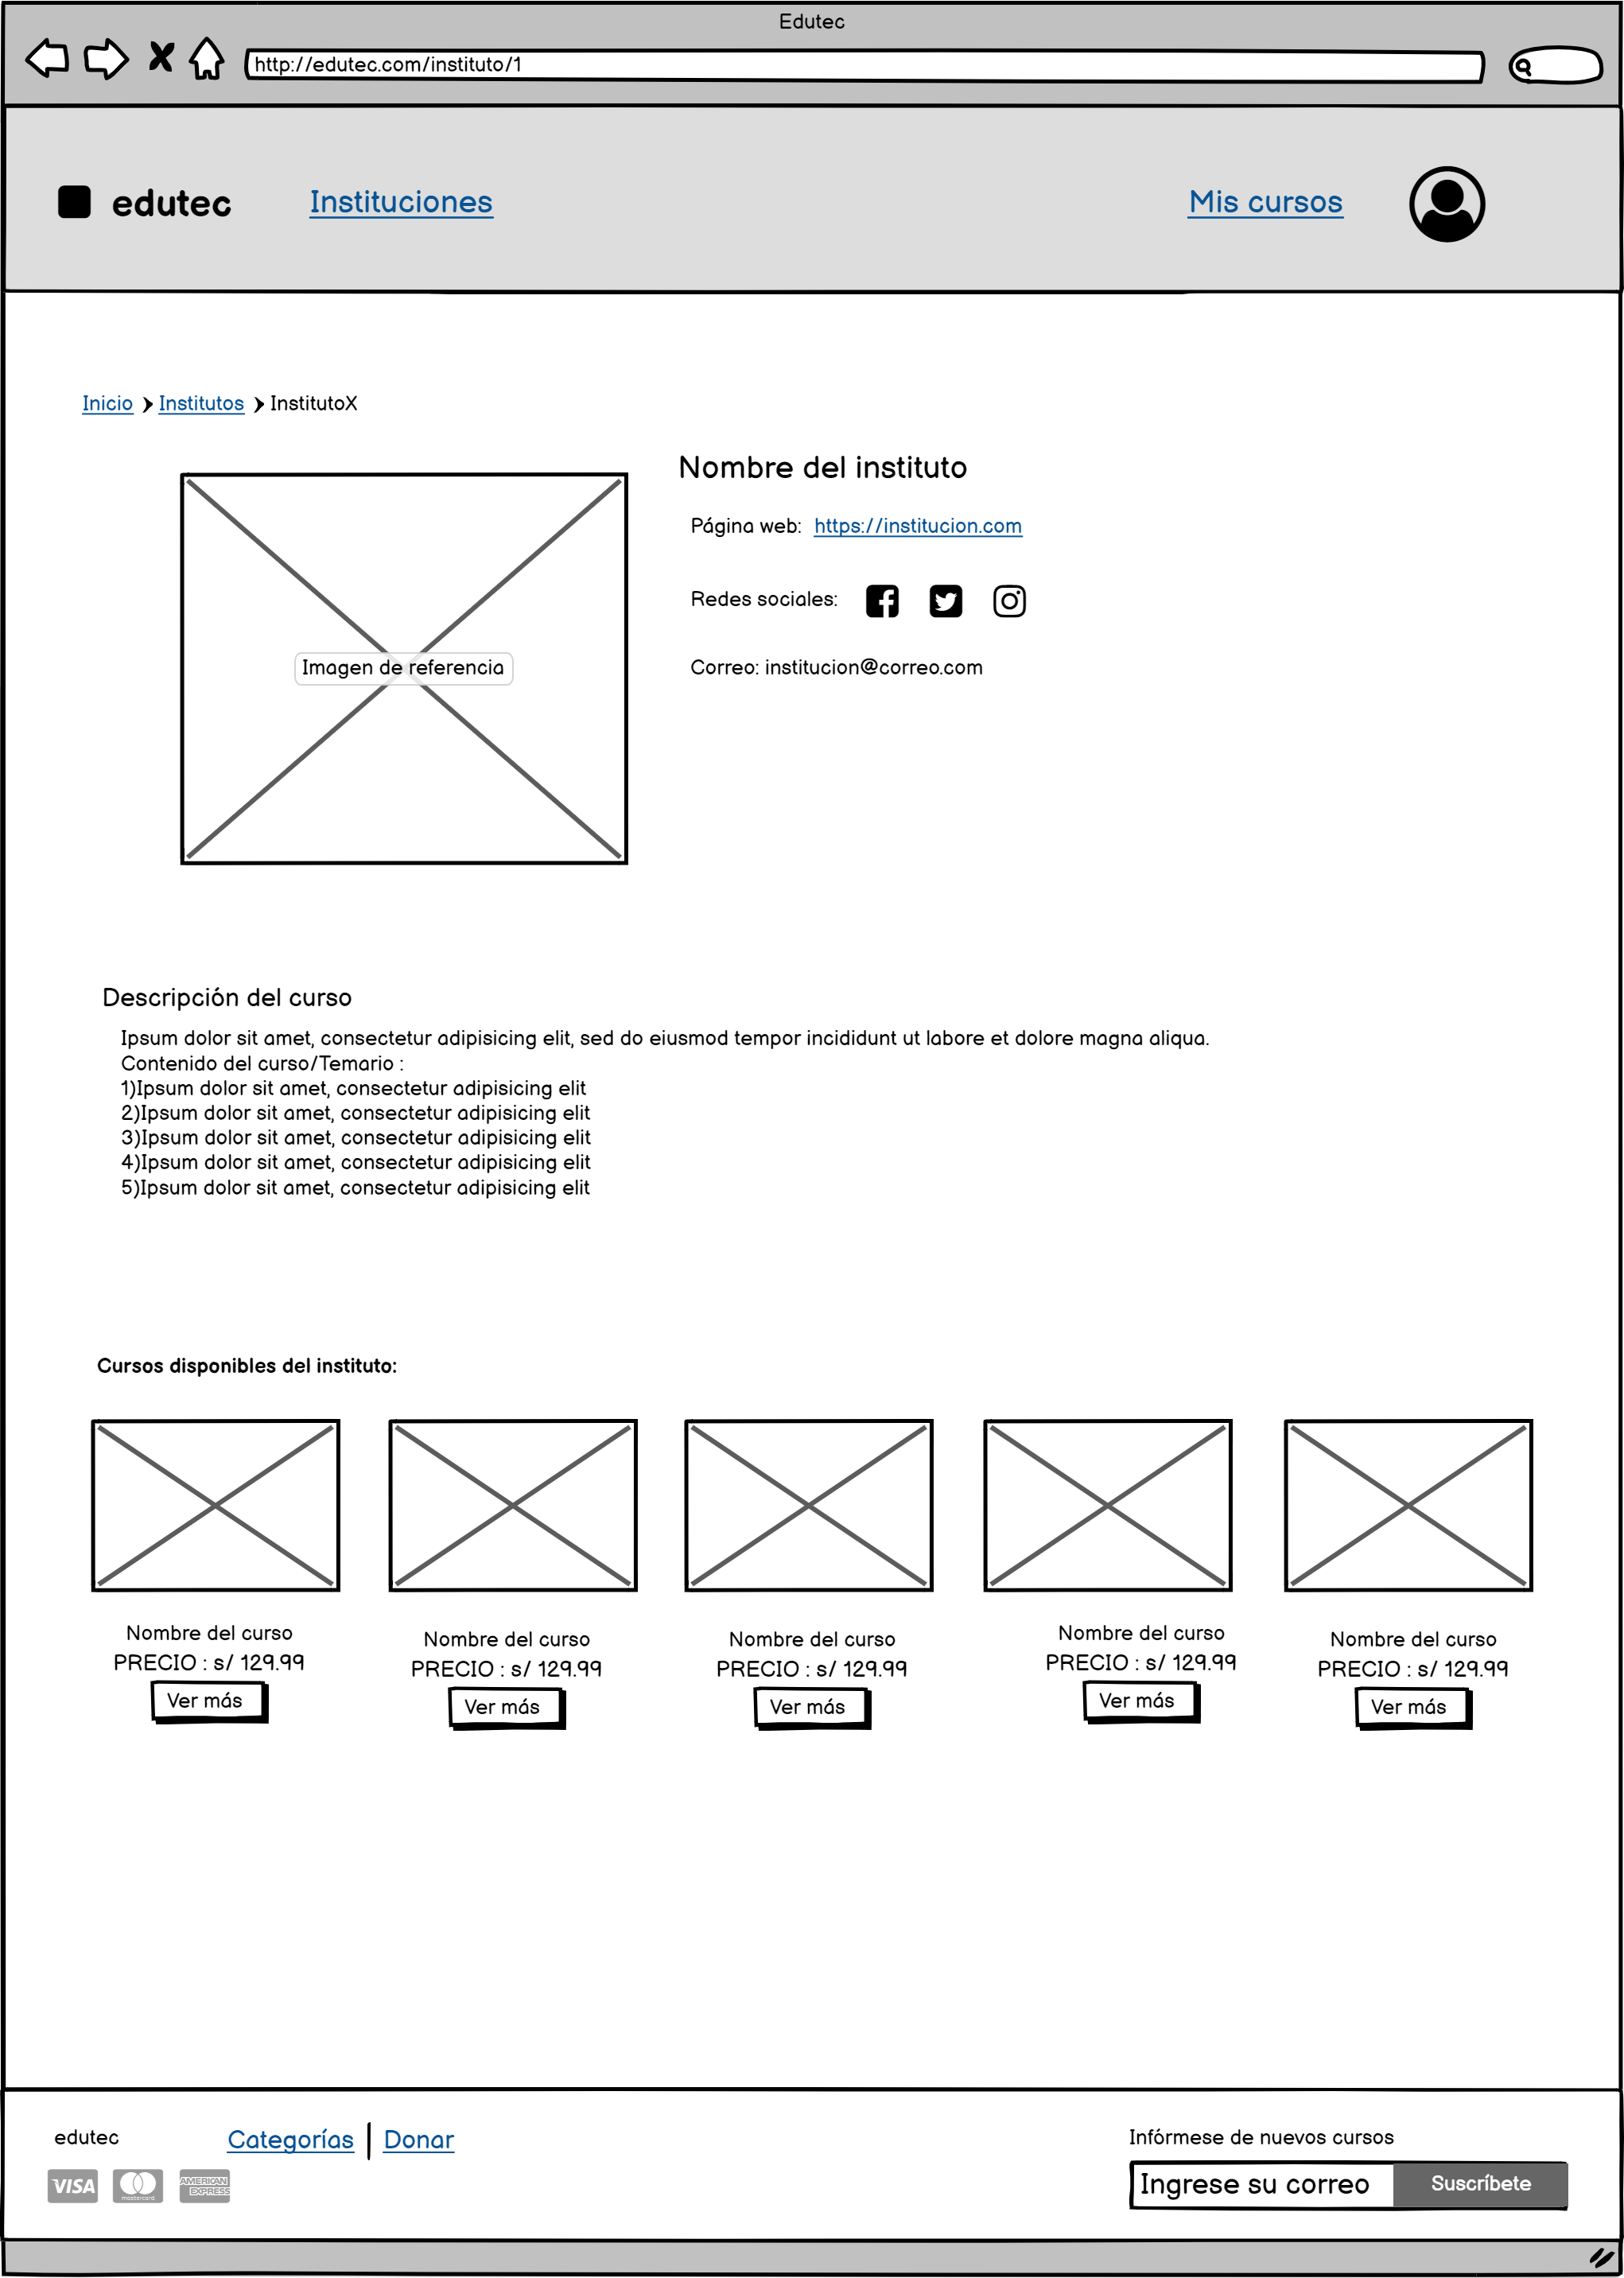 Edutec
http://edutec.com/instituto/1
edutec Instituciones Mis cursos
Inicio Institutos InstitutoX
Nombre del instituto
Página web: https://institucion.com
Redes sociales:
Imagen de referencia
Correo: institucion@correo.com
Descripción del curso
Ipsum dolor sit amet, consectetur adipisicing elit, sed do eiusmod tempor incididunt ut labore et dolore magna aliqua.
Contenido del curso/Temario :
1)Ipsum dolor sit amet, consectetur adipisicing elit
2)Ipsum dolor sit amet, consectetur adipisicing elit
3)Ipsum dolor sit amet, consectetur adipisicing elit
4)Ipsum dolor sit amet, consectetur adipisicing elit
5)Ipsum dolor sit amet, consectetur adipisicing elit
Cursos disponibles del instituto:
Nombre del curso
PRECIO : s/ 129.99
Ver más
Nombre del curso
PRECIO : s/ 129.99
Ver más
Nombre del curso
PRECIO : s/ 129.99
Ver más
Nombre del curso
PRECIO : s/ 129.99
Ver más
Nombre del curso
PRECIO : s/ 129.99
Ver más
edutec Categorías Donar
VISA mastercard AMERICAN EXPRESS
Infórmese de nuevos cursos
Ingrese su correo Suscríbete